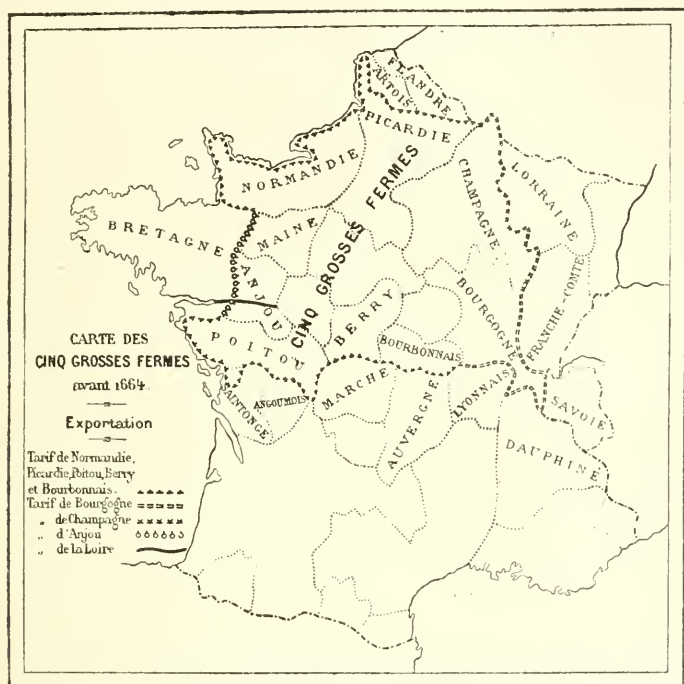 FLANDRE
ARTOIS
PICARDIE
NORMANDIE
CHAMPAGNE
LORRAINE
BRETAGNE
MAINE
ANJOU
CINQ GROSSES FERMES
BERRY
BOURGOGNE
FRANCHE-COMTÉ
POITOU
BOURBONNAIS
MARCHE
ANGOUMOIS
SAINTONGE
AUVERGNE
LYONNAIS
SAVOIE
DAUPHINE
CARTE DES
CINQ GROSSES FERMES
avant 1664
Exportation
Tarif de Normandie,
Picardie, Poitou, Berry
et Bourbonnais.
Tarif de Bourgogne
„ de Champagne
„ d'Anjou
„ de la Loire